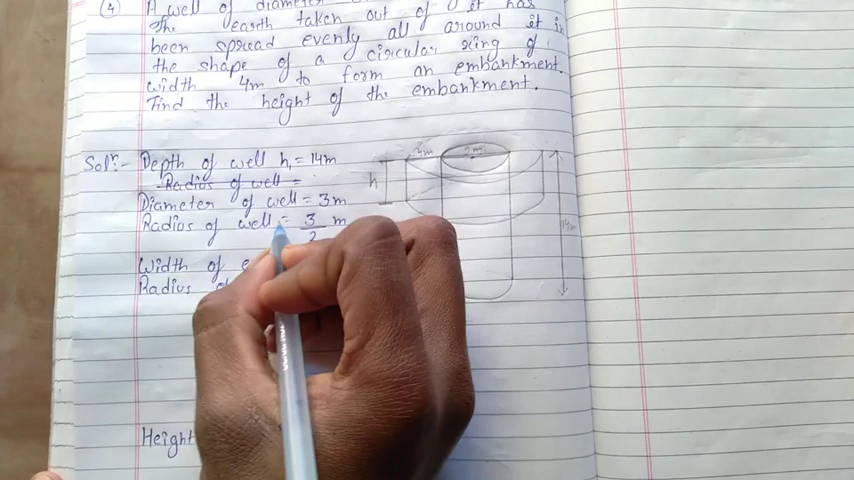 4 A well of diameter
The earth taken out of it has
been spread evenly all around it in
the shape of a circular ring of
width 4m to form an embankment.
Find the height of the embankment.
Solⁿ:- Depth of well h₁ = 14m
Radius of well =
Diameter of well = 3m
Radius of well = 3/2 m
Width of
Radius of
Height
4m
3m
h
14m